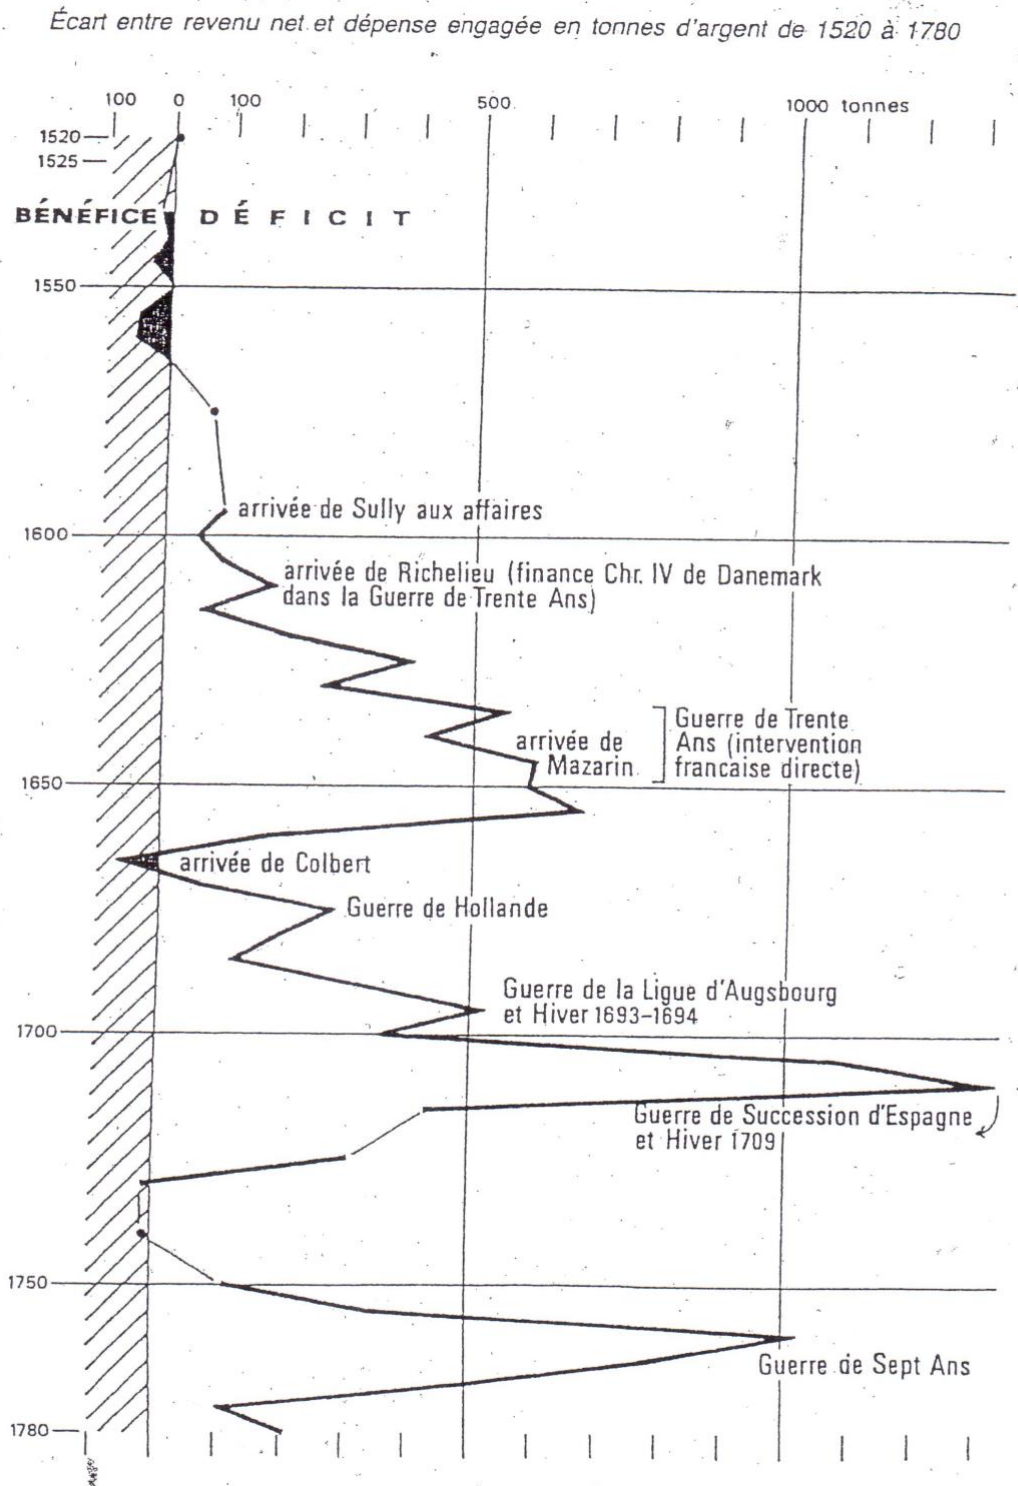 Écart entre revenu net et dépense engagée en tonnes d'argent de 1520 à 1780
100 0 100 500 1000 tonnes
1520
1525
BÉNÉFICE DÉFICIT
1550
arrivée de Sully aux affaires
1600
arrivée de Richelieu (finance Chr. IV de Danemark
dans la Guerre de Trente Ans)
Guerre de Trente
Ans (intervention
francaise directe)
arrivée de
Mazarin
1650
arrivée de Colbert
Guerre de Hollande
Guerre de la Ligue d'Augsbourg
et Hiver 1693-1694
1700
Guerre de Succession d'Espagne
et Hiver 1709
1750
Guerre de Sept Ans
1780